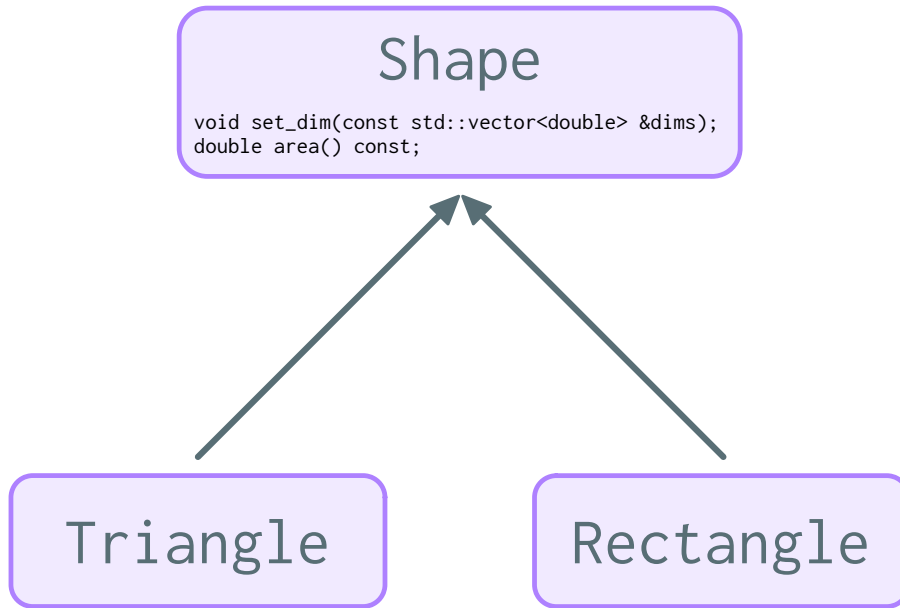 Shape
void set_dim(const std::vector<double> &dims);
double area() const;
Triangle
Rectangle